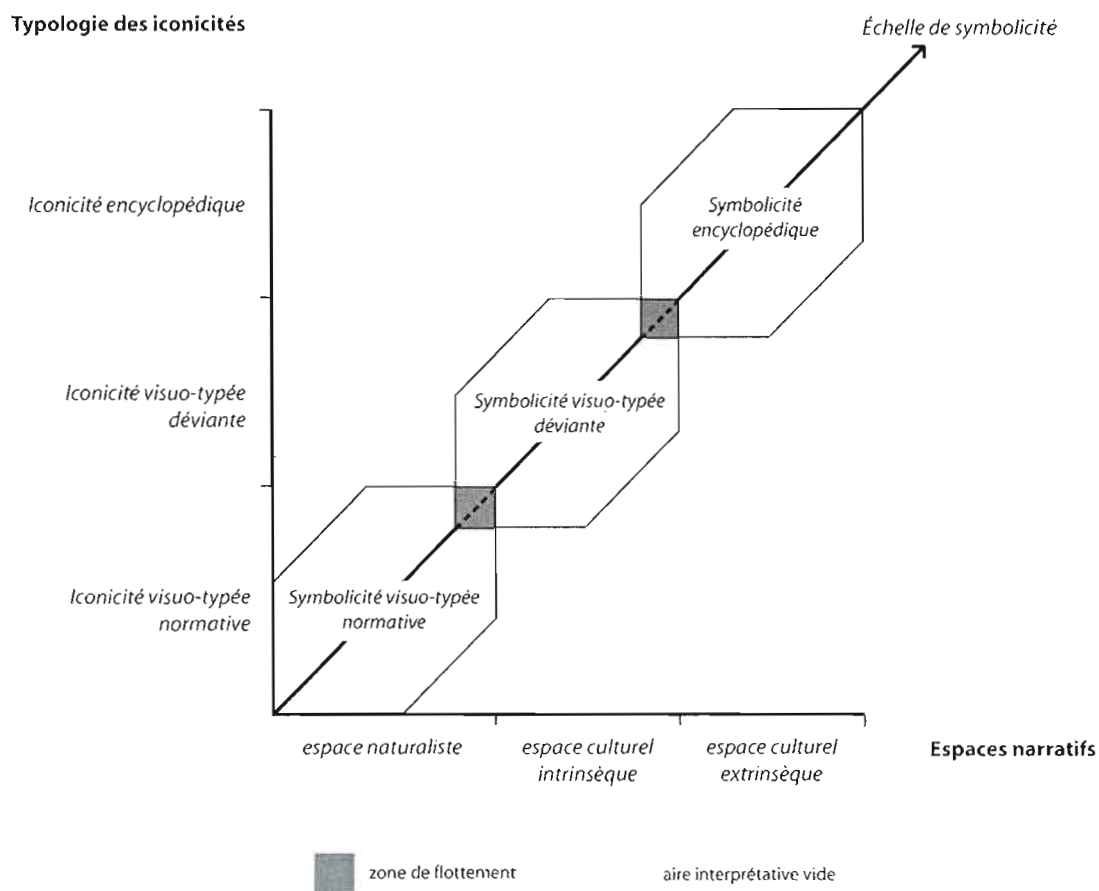 Typologie des iconicités
Échelle de symbolicité
Iconicité encyclopédique
Symbolicité
encyclopédique
Iconicité visuo-typée
déviante
Symbolicité visuo-typée
déviante
Iconicité visuo-typée
normative
Symbolicité visuo-typée
normative
espace naturaliste
espace culturel
intrinsèque
espace culturel
extrinsèque
Espaces narratifs
zone de flottement
aire interprétative vide